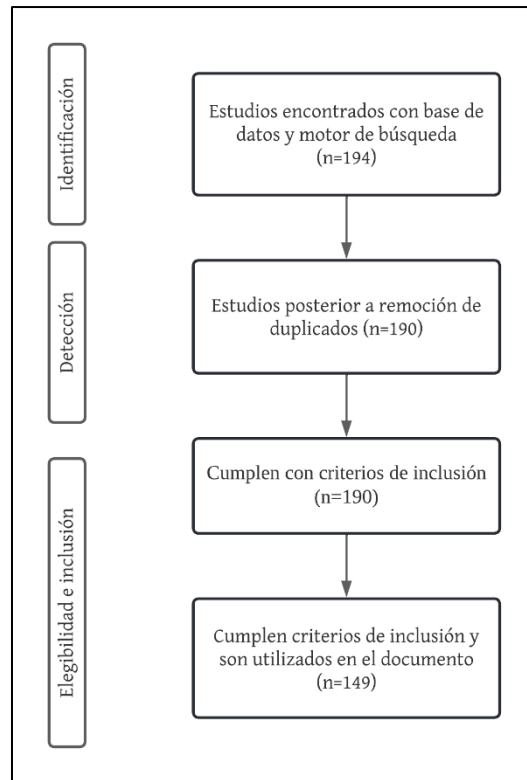 Identificación
Estudios encontrados con base de
datos y motor de búsqueda
(n=194)
Detección
Estudios posterior a remoción de
duplicados (n=190)
Elegibilidad e inclusión
Cumplen con criterios de inclusión
(n=190)
Cumplen criterios de inclusión y
son utilizados en el documento
(n=149)